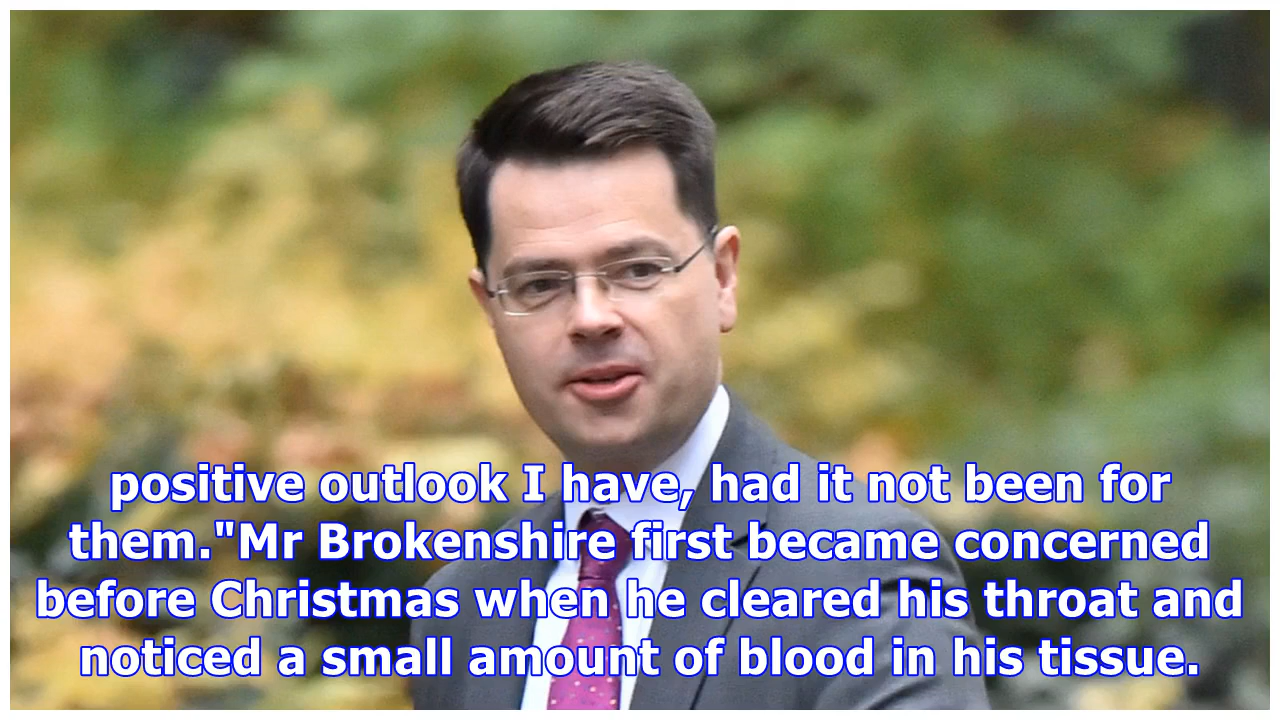 positive outlook I have, had it not been for
them."Mr Brokenshire first became concerned
before Christmas when he cleared his throat and
noticed a small amount of blood in his tissue.